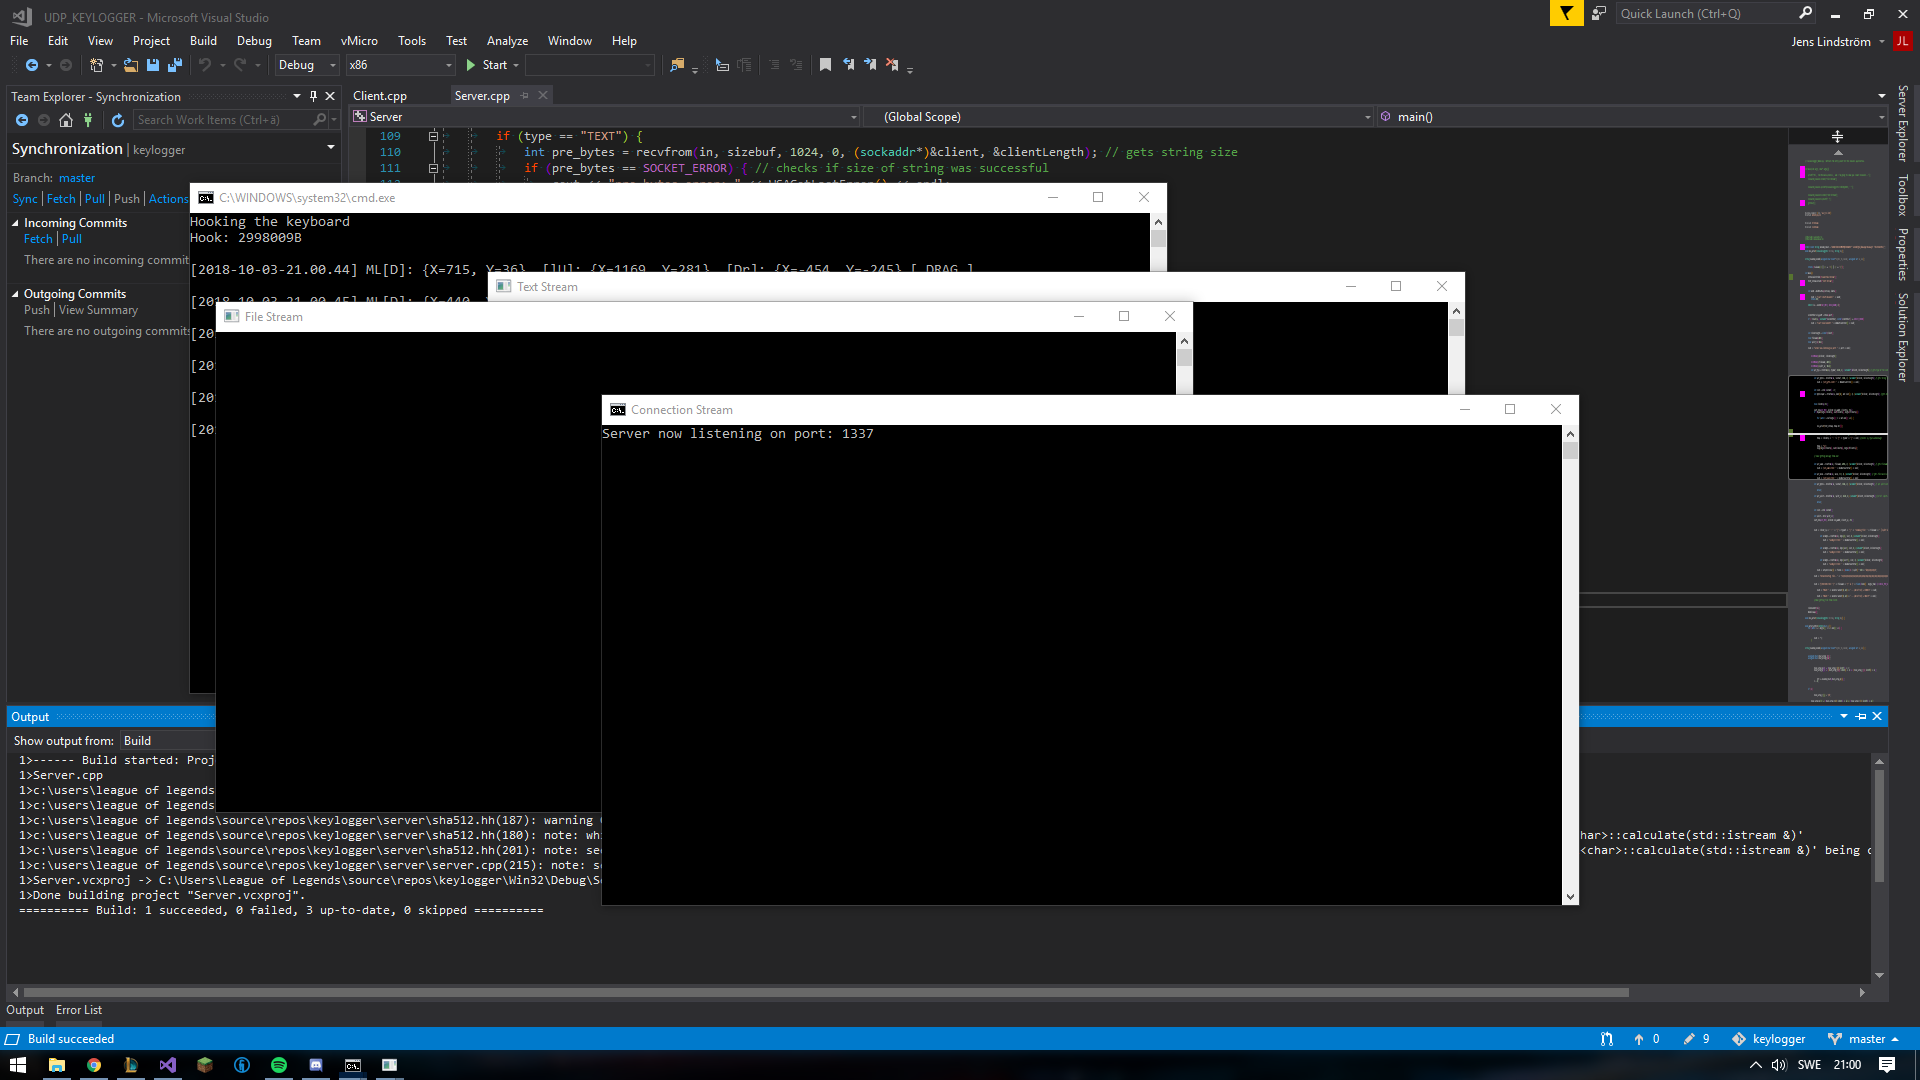 UDP_KEYLOGGER - Microsoft Visual Studio
Quick Launch (Ctrl+Q)
File Edit View Project Build Debug Team vMicro Tools Test Analyze Window Help
Jens Lindström JL
Debug x86 Start
Team Explorer - Synchronization
Search Work Items (Ctrl+ä)
Synchronization | keylogger
Branch: master
Sync | Fetch | Pull | Push | Actions
Incoming Commits
Fetch | Pull
There are no incoming commits
Outgoing Commits
Push | View Summary
There are no outgoing commits
Client.cpp Server.cpp
Server (Global Scope) main()
109 if (type == "TEXT") {
110 int pre_bytes = recvfrom(in, sizebuf, 1024, 0, (sockaddr*)&client, &clientLength); // gets string size
111 if (pre_bytes == SOCKET_ERROR) { // checks if size of string was successful
C:\WINDOWS\system32\cmd.exe
Hooking the keyboard
Hook: 2998009B
[2018-10-03-21.00.44] ML[D]: {X=715, Y=36}, []U]: {X=1169, Y=281}, [Dr]: {X=-454, Y=-245} [ DRAG ]
[2018-10-03-21.00.45] ML[D]: {X=440,
[20
[20
[20
[20
Text Stream
File Stream
Connection Stream
Server now listening on port: 1337
Server Explorer
Toolbox
Properties
Solution Explorer
Output
Show output from: Build
1>------ Build started: Proj
1>Server.cpp
1>c:\users\league of legends
1>c:\users\league of legends
1>c:\users\league of legends\source\repos\keylogger\server\sha512.hh(187): warning
1>c:\users\league of legends\source\repos\keylogger\server\sha512.hh(180): note: wh har>::calculate(std::istream &)'
1>c:\users\league of legends\source\repos\keylogger\server\sha512.hh(201): note: se <char>::calculate(std::istream &)' being c
1>c:\users\league of legends\source\repos\keylogger\server\server.cpp(215): note: s
1>Server.vcxproj -> C:\Users\League of Legends\source\repos\keylogger\Win32\Debug\S
1>Done building project "Server.vcxproj".
========== Build: 1 succeeded, 0 failed, 3 up-to-date, 0 skipped ==========
Output Error List
Build succeeded 0 9 keylogger master
SWE 21:00